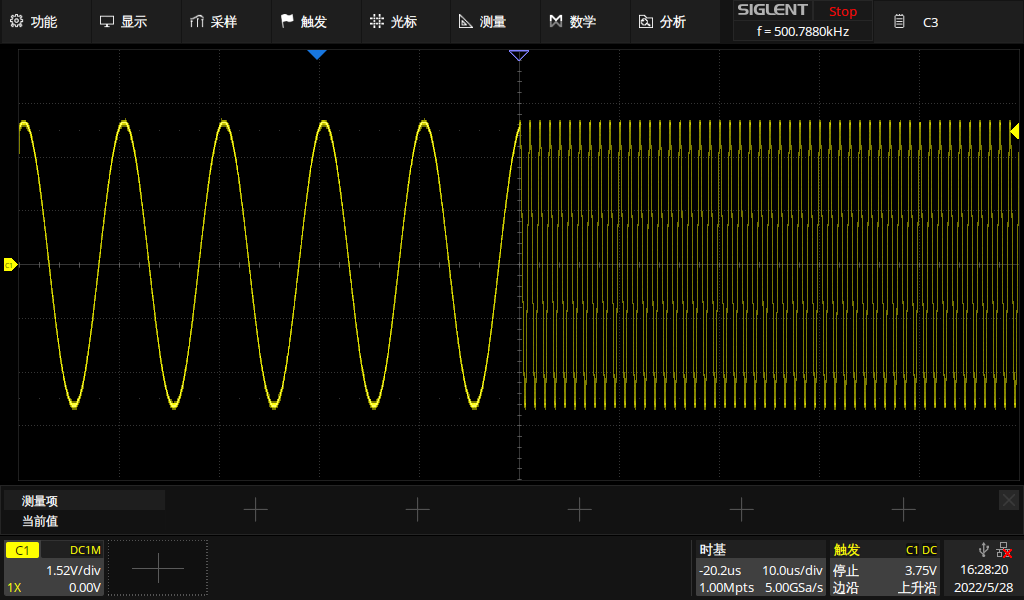 功能 显示 采样 触发 光标 测量 数学 分析 SIGLENT Stop C3
f = 500.7880kHz
C1
测量项
当前值
C1 DC1M
1.52V/div
1X 0.00V
时基
-20.2us 10.0us/div
1.00Mpts 5.00GSa/s
触发 C1 DC
停止 3.75V
边沿 上升沿
16:28:20
2022/5/28